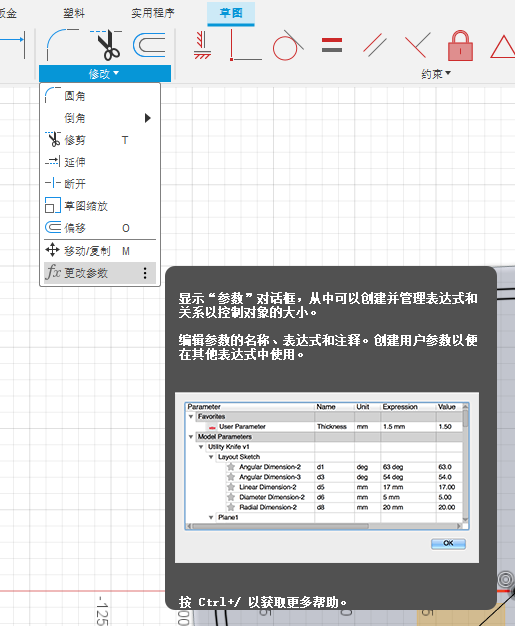 钣金 塑料 实用程序 草图
修改▼ 约束▼
圆角
倒角
修剪 T
延伸
断开
草图缩放
偏移 O
移动/复制 M
fx 更改参数
显示“参数”对话框，从中可以创建并管理表达式和
关系以控制对象的大小。
编辑参数的名称、表达式和注释。创建用户参数以便
在其他表达式中使用。
Parameter Name Unit Expression Value
Favorites
User Parameter Thickness mm 1.5 mm 1.50
Model Parameters
Utility Knife v1
Layout Sketch
Angular Dimension-2 d1 deg 63 deg 63.0
Angular Dimension-3 d3 deg 54 deg 54.0
Linear Dimension-2 d5 mm 17 mm 17.00
Diameter Dimension-2 d6 mm 5 mm 5.00
Radial Dimension-2 d8 mm 20 mm 20.00
Plane1
OK
按 Ctrl+/ 以获取更多帮助。
-125